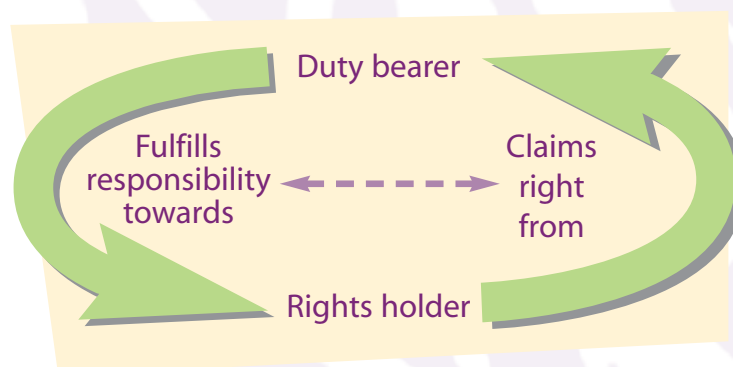 Duty bearer
Fulfills
responsibility
towards
Claims
right
from
Rights holder